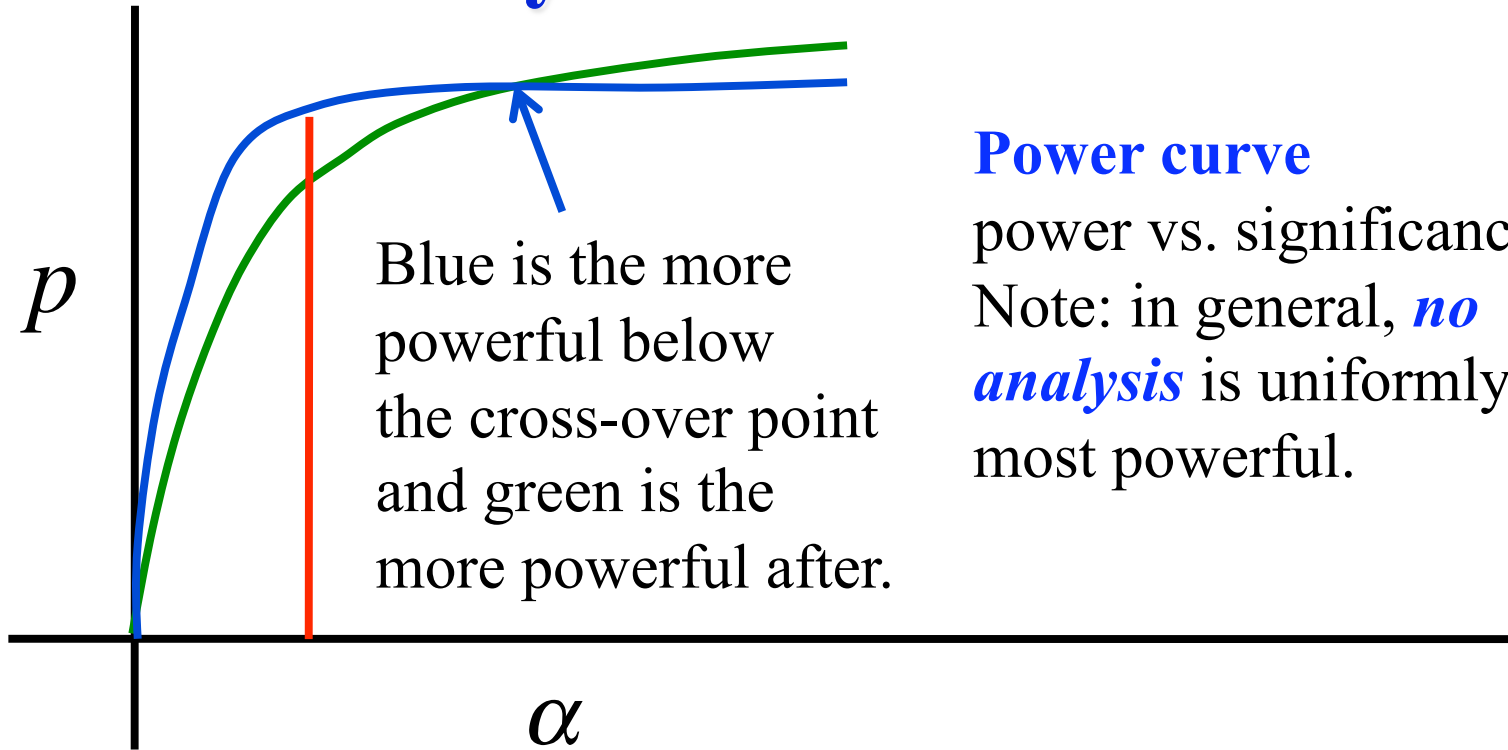 p
Blue is the more
powerful below
the cross-over point
and green is the
more powerful after.
Power curve
power vs. significanc
Note: in general, no
analysis is uniformly
most powerful.
α